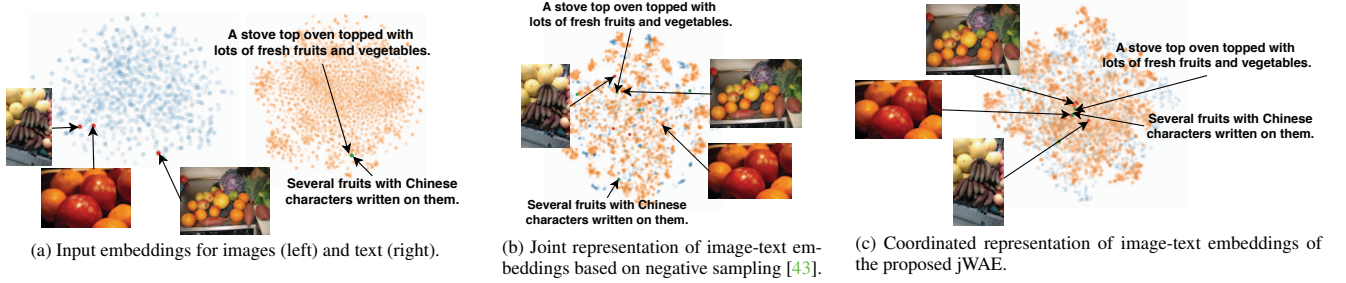 A stove top oven topped with
lots of fresh fruits and vegetables.
Several fruits with Chinese
characters written on them.
(a) Input embeddings for images (left) and text (right).
A stove top oven topped with
lots of fresh fruits and vegetables.
Several fruits with Chinese
characters written on them.
(b) Joint representation of image-text em-
beddings based on negative sampling [43].
A stove top oven topped with
lots of fresh fruits and vegetables.
Several fruits with Chinese
characters written on them.
(c) Coordinated representation of image-text embeddings of
the proposed jWAE.